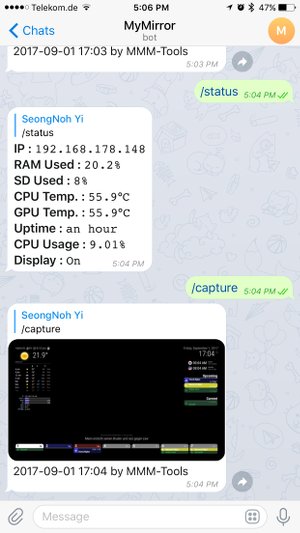 Telekom.de
5:06 PM
47%
Chats
MyMirror
bot
M
2017-09-01 17:03 by MMM-Tools
5:03 PM
/status
5:04 PM
SeongNoh Yi
/status
IP : 192.168.178.148
RAM Used : 20.2%
SD Used : 8%
CPU Temp. : 55.9℃
GPU Temp. : 55.9℃
Uptime : an hour
CPU Usage : 9.01%
Display : On
5:04 PM
/capture
5:04 PM
SeongNoh Yi
/capture
21.9°
17:04
2017-09-01 17:04 by MMM-Tools
5:04 PM
Message